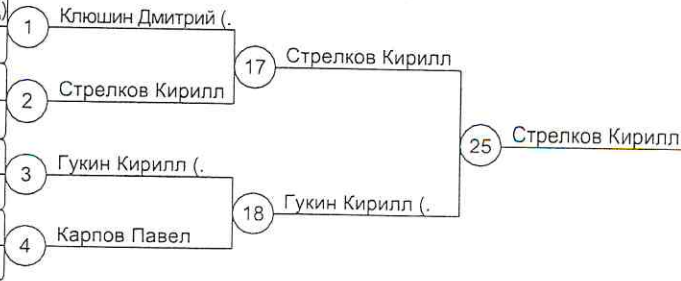 )
1 Клюшин Дмитрий (.
17 Стрелков Кирилл
2 Стрелков Кирилл
25 Стрелков Кирилл
3 Гукин Кирилл (.
18 Гукин Кирилл (.
4 Карпов Павел